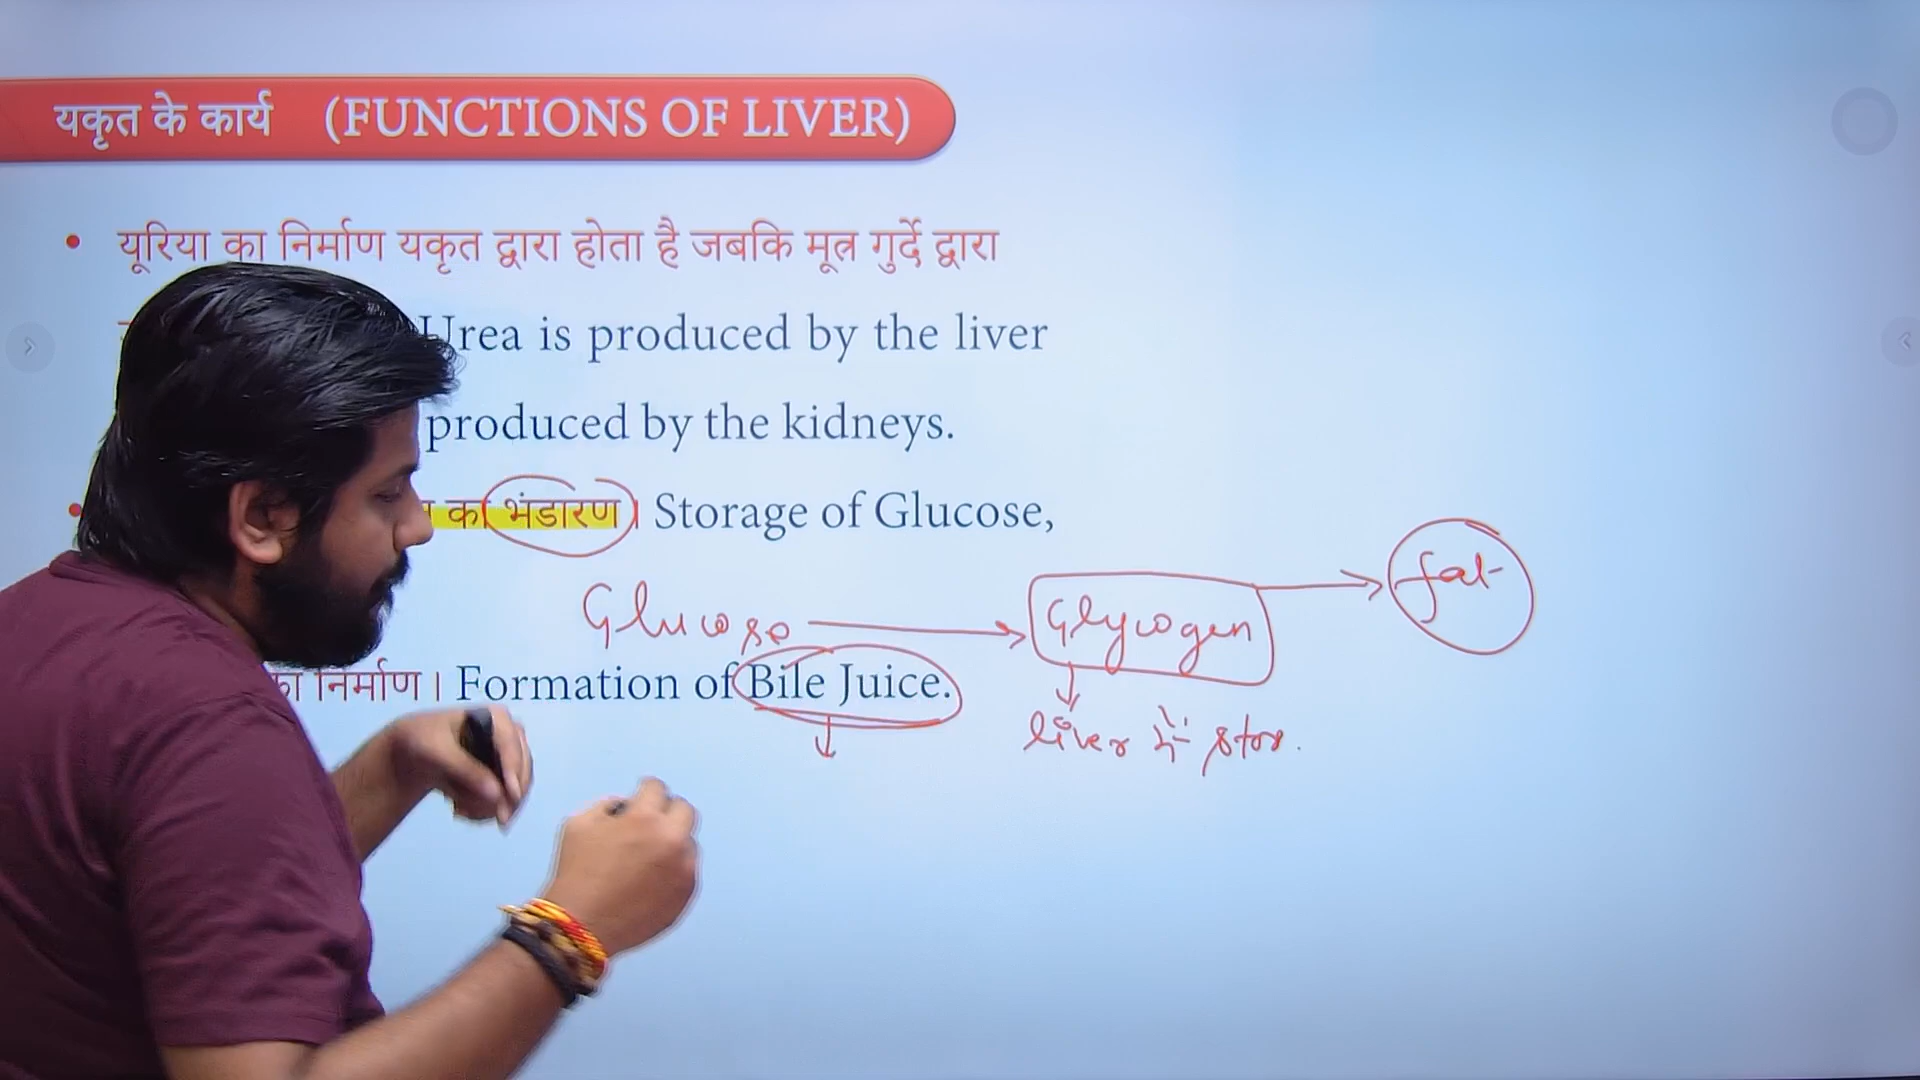 यकृत के कार्य (FUNCTIONS OF LIVER)
• यूरिया का निर्माण यकृत द्वारा होता है जबकि मूत्र गुर्दे द्वारा
Urea is produced by the liver
produced by the kidneys.
• का भंडारण। Storage of Glucose,
Glucose → Glycogen → fat
का निर्माण। Formation of Bile Juice.
liver में stor.